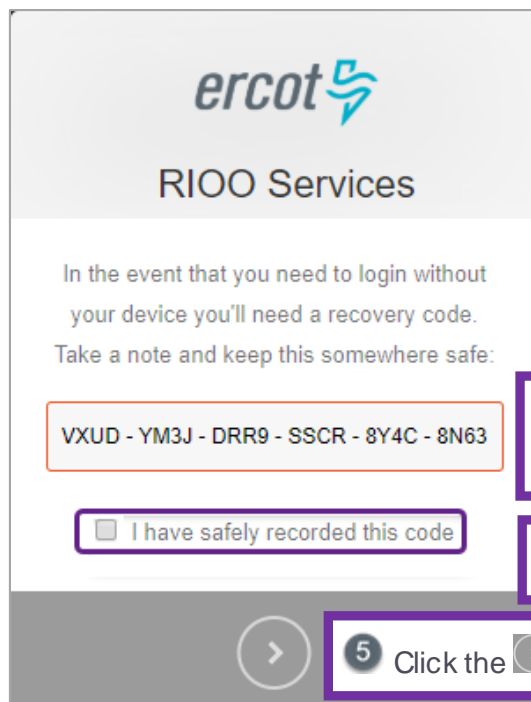 ercot
RIOO Services
In the event that you need to login without
your device you'll need a recovery code.
Take a note and keep this somewhere safe:
VXUD - YM3J - DRR9 - SSCR - 8Y4C - 8N63
I have safely recorded this code
5 Click the